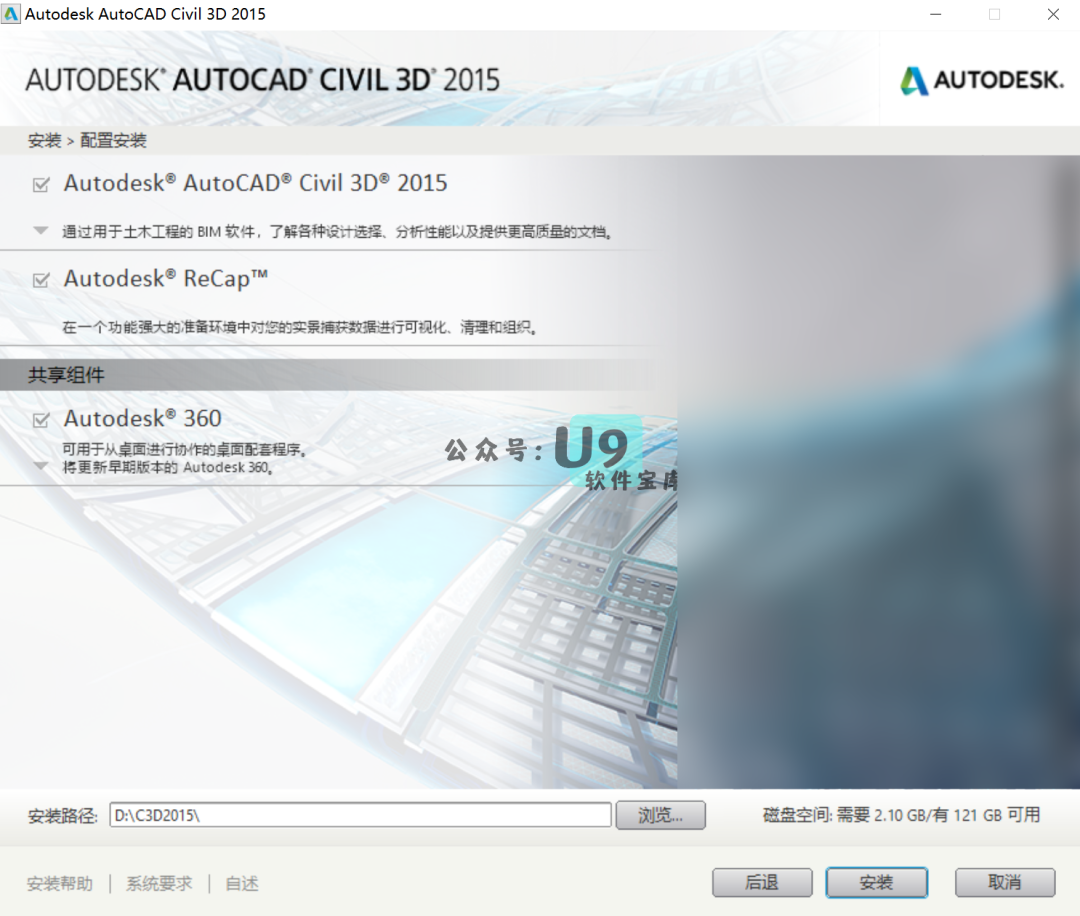 Autodesk AutoCAD Civil 3D 2015
AUTODESK® AUTOCAD® CIVIL 3D® 2015
AUTODESK.
安装 > 配置安装
Autodesk® AutoCAD® Civil 3D® 2015
通过用于土木工程的 BIM 软件，了解各种设计选择、分析性能以及提供更高质量的文档。
Autodesk® ReCap™
在一个功能强大的准备环境中对您的实景捕获数据进行可视化、清理和组织。
共享组件
Autodesk® 360
可用于从桌面进行协作的桌面配套程序。
将更新早期版本的 Autodesk 360。
公众号：U9
软件宝库
安装路径: D:\C3D2015\ 浏览... 磁盘空间: 需要 2.10 GB/有 121 GB 可用
安装帮助 | 系统要求 | 自述 后退 安装 取消